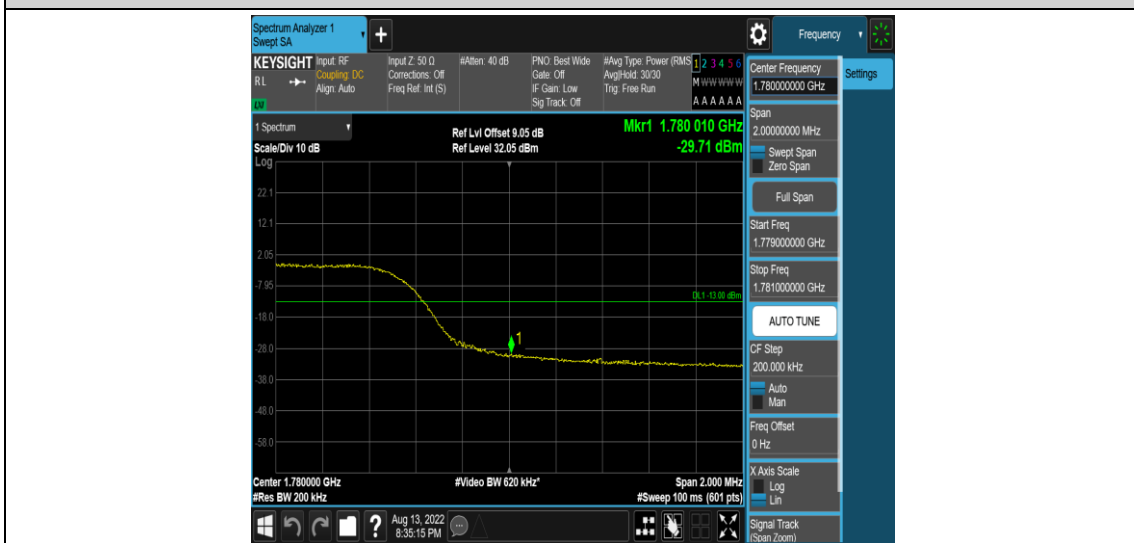 Spectrum Analyzer 1
Swept SA
+
Frequency
KEYSIGHT
RL
LXI
Input: RF
Coupling: DC
Align: Auto
Input Z: 50 Ω
Corrections: Off
Freq Ref: Int (S)
#Atten: 40 dB
PNO: Best Wide
Gate: Off
IF Gain: Low
Sig Track: Off
#Avg Type: Power (RMS
Avg|Hold: 30/30
Trig: Free Run
1 2 3 4 5 6
M W W W W W
A A A A A A
1 Spectrum
Scale/Div 10 dB
Ref Lvl Offset 9.05 dB
Ref Level 32.05 dBm
Mkr1 1.780 010 GHz
-29.71 dBm
Log
22.1
12.1
2.05
-7.95
DL1 -13.00 dBm
-18.0
1
-28.0
-38.0
-48.0
-58.0
Center 1.780000 GHz
#Res BW 200 kHz
#Video BW 620 kHz*
Span 2.000 MHz
#Sweep 100 ms (601 pts)
?
Aug 13, 2022
8:35:15 PM
Center Frequency
1.780000000 GHz
Settings
Span
2.00000000 MHz
Swept Span
Zero Span
Full Span
Start Freq
1.779000000 GHz
Stop Freq
1.781000000 GHz
AUTO TUNE
CF Step
200.000 kHz
Auto
Man
Freq Offset
0 Hz
X Axis Scale
Log
Lin
Signal Track
(Span Zoom)